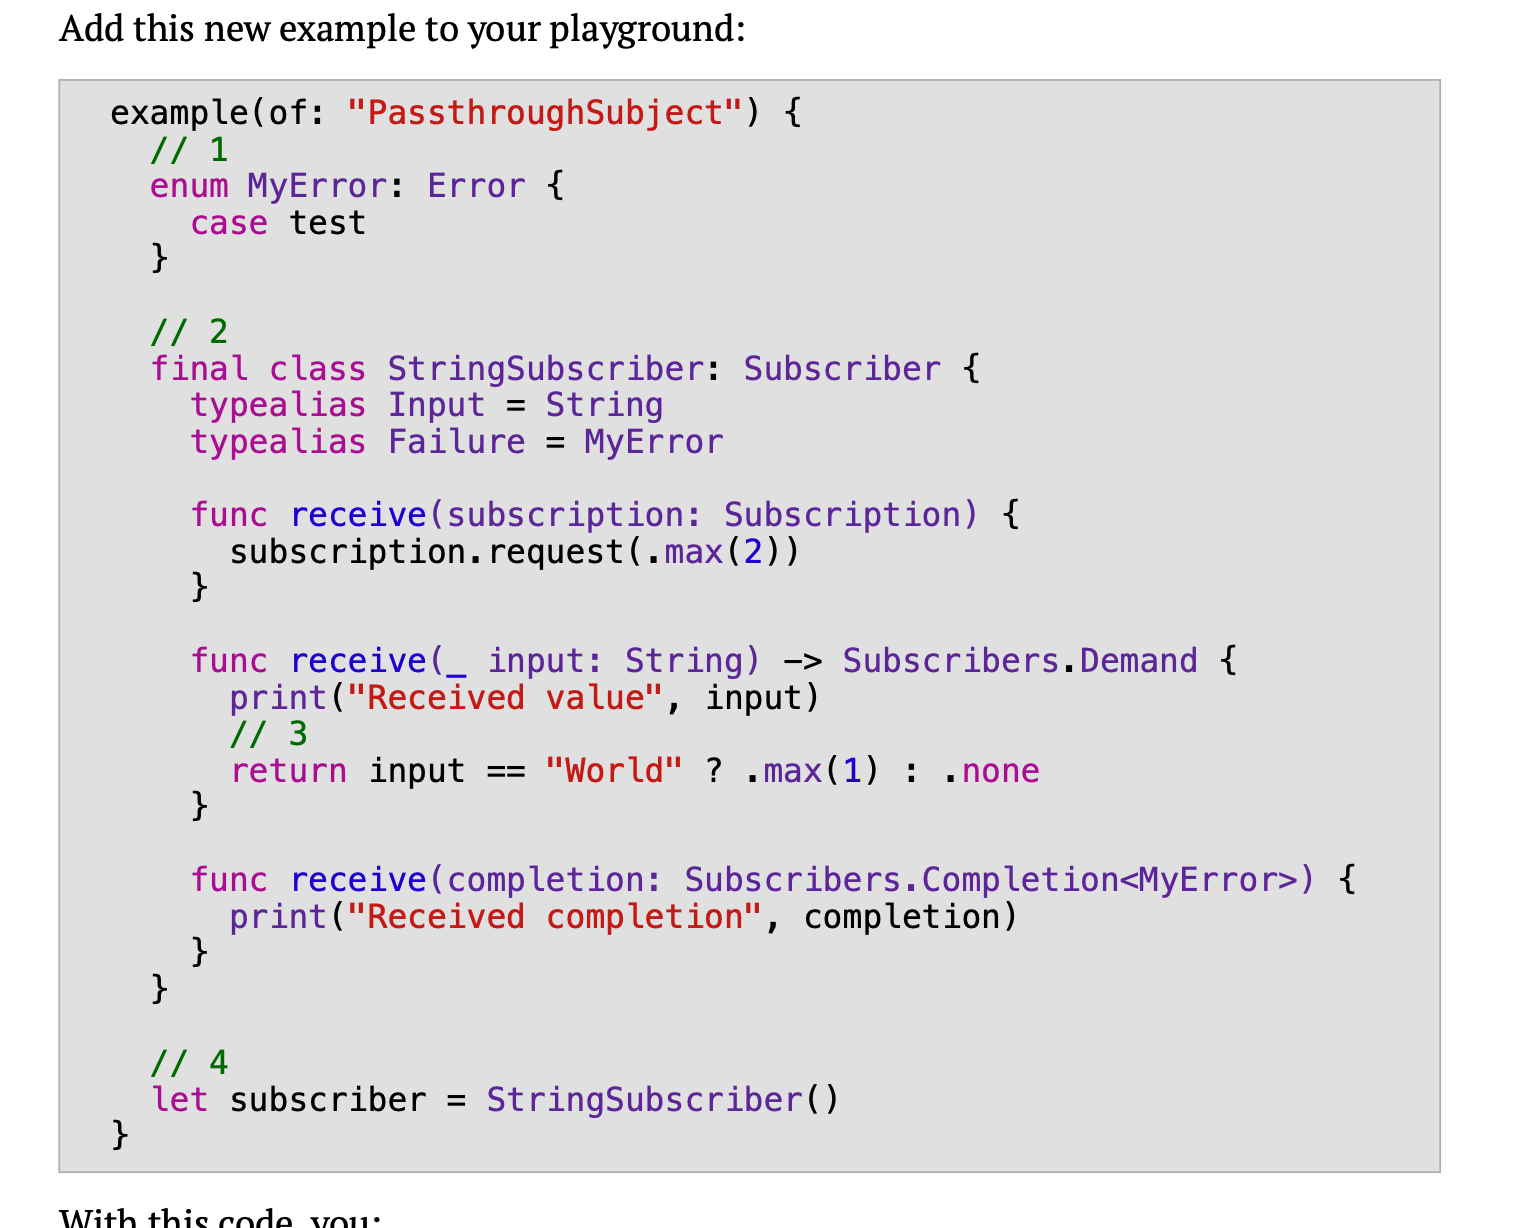 Add this new example to your playground:
example(of: "PassthroughSubject") {
  // 1
  enum MyError: Error {
    case test
  }

  // 2
  final class StringSubscriber: Subscriber {
    typealias Input = String
    typealias Failure = MyError

    func receive(subscription: Subscription) {
      subscription.request(.max(2))
    }

    func receive(_ input: String) -> Subscribers.Demand {
      print("Received value", input)
      // 3
      return input == "World" ? .max(1) : .none
    }

    func receive(completion: Subscribers.Completion<MyError>) {
      print("Received completion", completion)
    }
  }

  // 4
  let subscriber = StringSubscriber()
}
With this code, you: